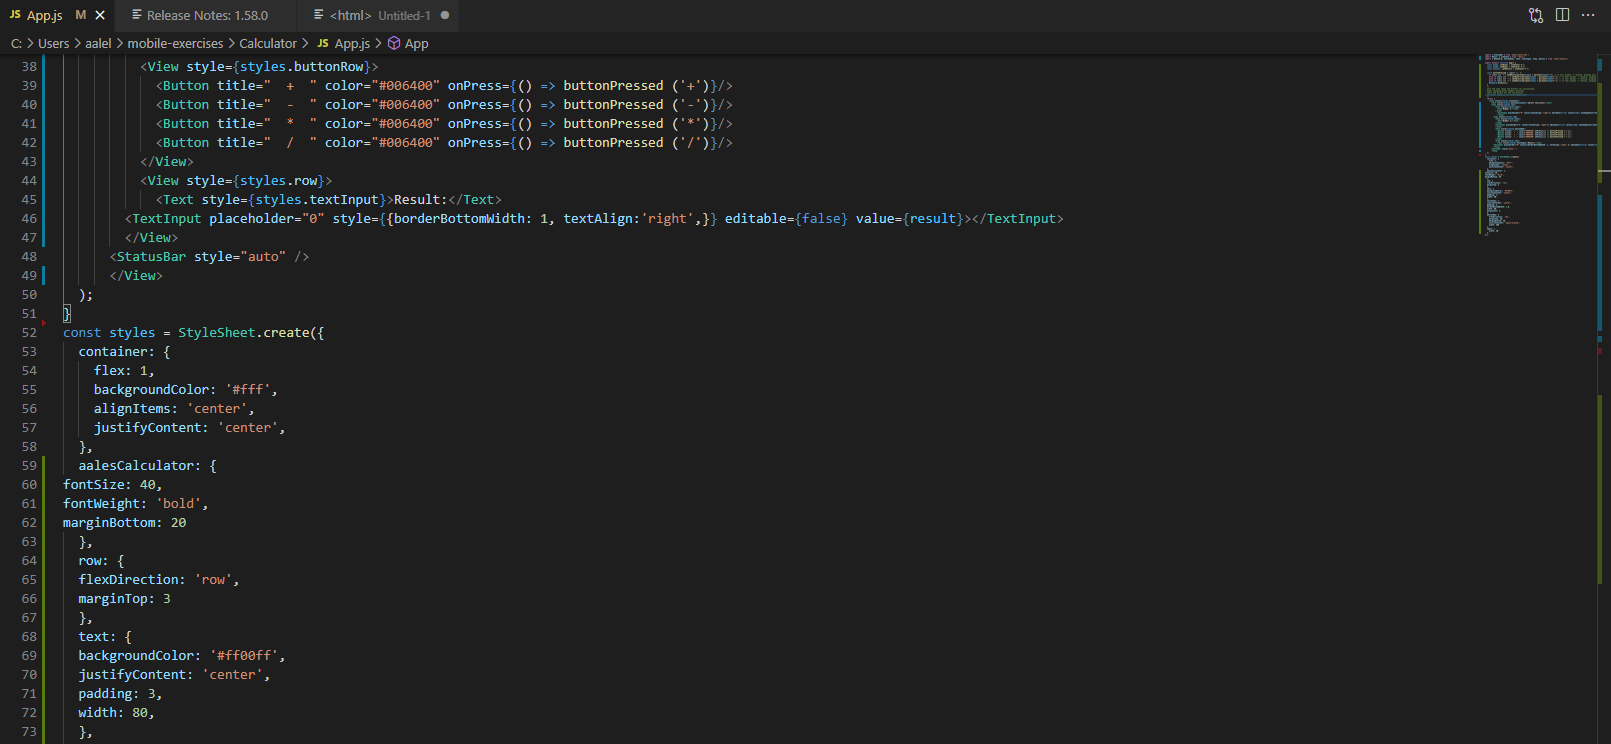 JS App.js M × Release Notes: 1.58.0 <html> Untitled-1 ●
C: > Users > aalel > mobile-exercises > Calculator > JS App.js > App
38 <View style={styles.buttonRow}>
39 <Button title="  +  " color="#006400" onPress={() => buttonPressed ('+')}/>
40 <Button title="  -  " color="#006400" onPress={() => buttonPressed ('-')}/>
41 <Button title="  *  " color="#006400" onPress={() => buttonPressed ('*')}/>
42 <Button title="  /  " color="#006400" onPress={() => buttonPressed ('/')}/>
43 </View>
44 <View style={styles.row}>
45 <Text style={styles.textInput}>Result:</Text>
46 <TextInput placeholder="0" style={{borderBottomWidth: 1, textAlign:'right',}} editable={false} value={result}></TextInput>
47 </View>
48 <StatusBar style="auto" />
49 </View>
50 );
51 }
52 const styles = StyleSheet.create({
53 container: {
54 flex: 1,
55 backgroundColor: '#fff',
56 alignItems: 'center',
57 justifyContent: 'center',
58 },
59 aalesCalculator: {
60 fontSize: 40,
61 fontWeight: 'bold',
62 marginBottom: 20
63 },
64 row: {
65 flexDirection: 'row',
66 marginTop: 3
67 },
68 text: {
69 backgroundColor: '#ff00ff',
70 justifyContent: 'center',
71 padding: 3,
72 width: 80,
73 },